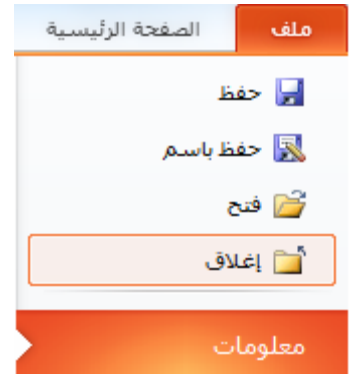 ملف الصفحة الرئيسية
حفظ
حفظ باسم
فتح
إغلاق
معلومات